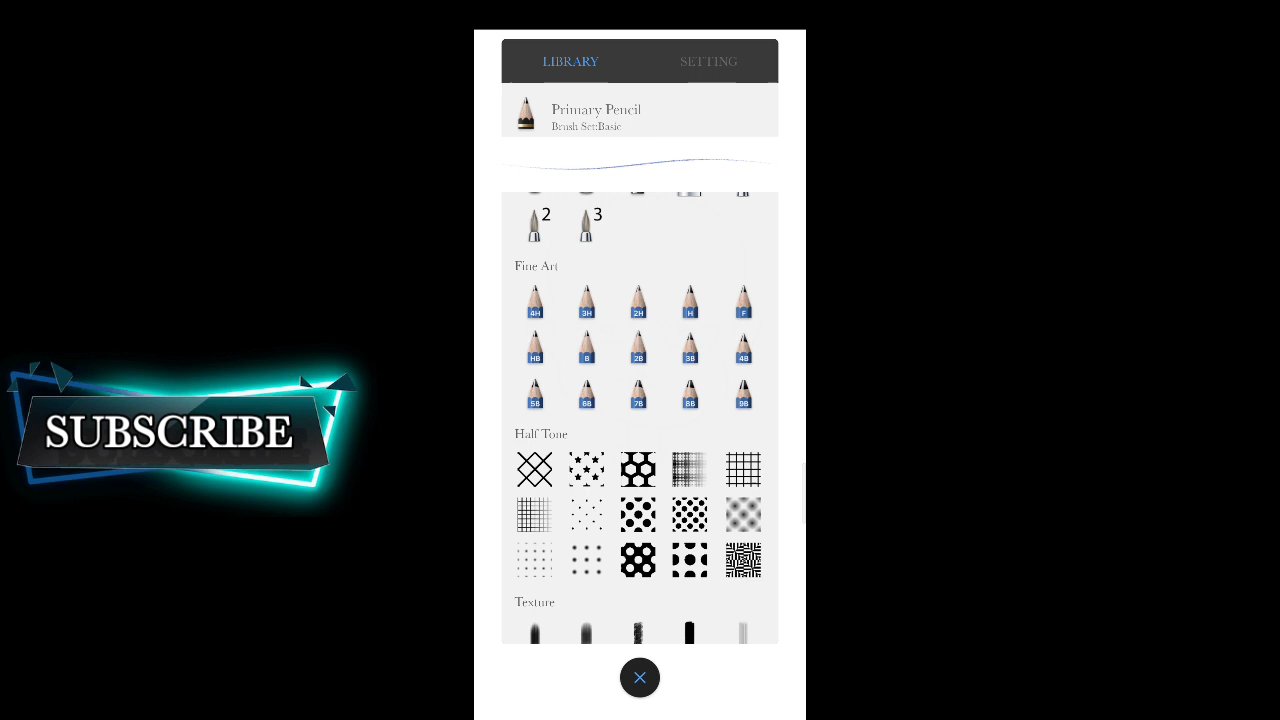 LIBRARY SETTING
Primary Pencil
Brush Set:Basic
2 3
Fine Art
4H 3H 2H H F
HB B 2B 3B 4B
5B 6B 7B 8B 9B
SUBSCRIBE
Half Tone
Texture